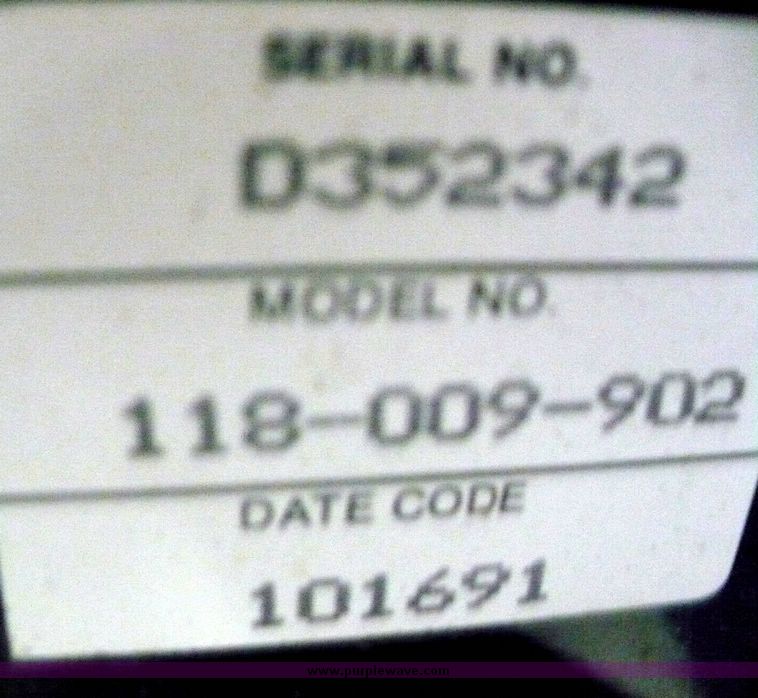 SERIAL NO.
D352342
MODEL NO.
118-009-902
DATE CODE
101691
www.purplewave.com